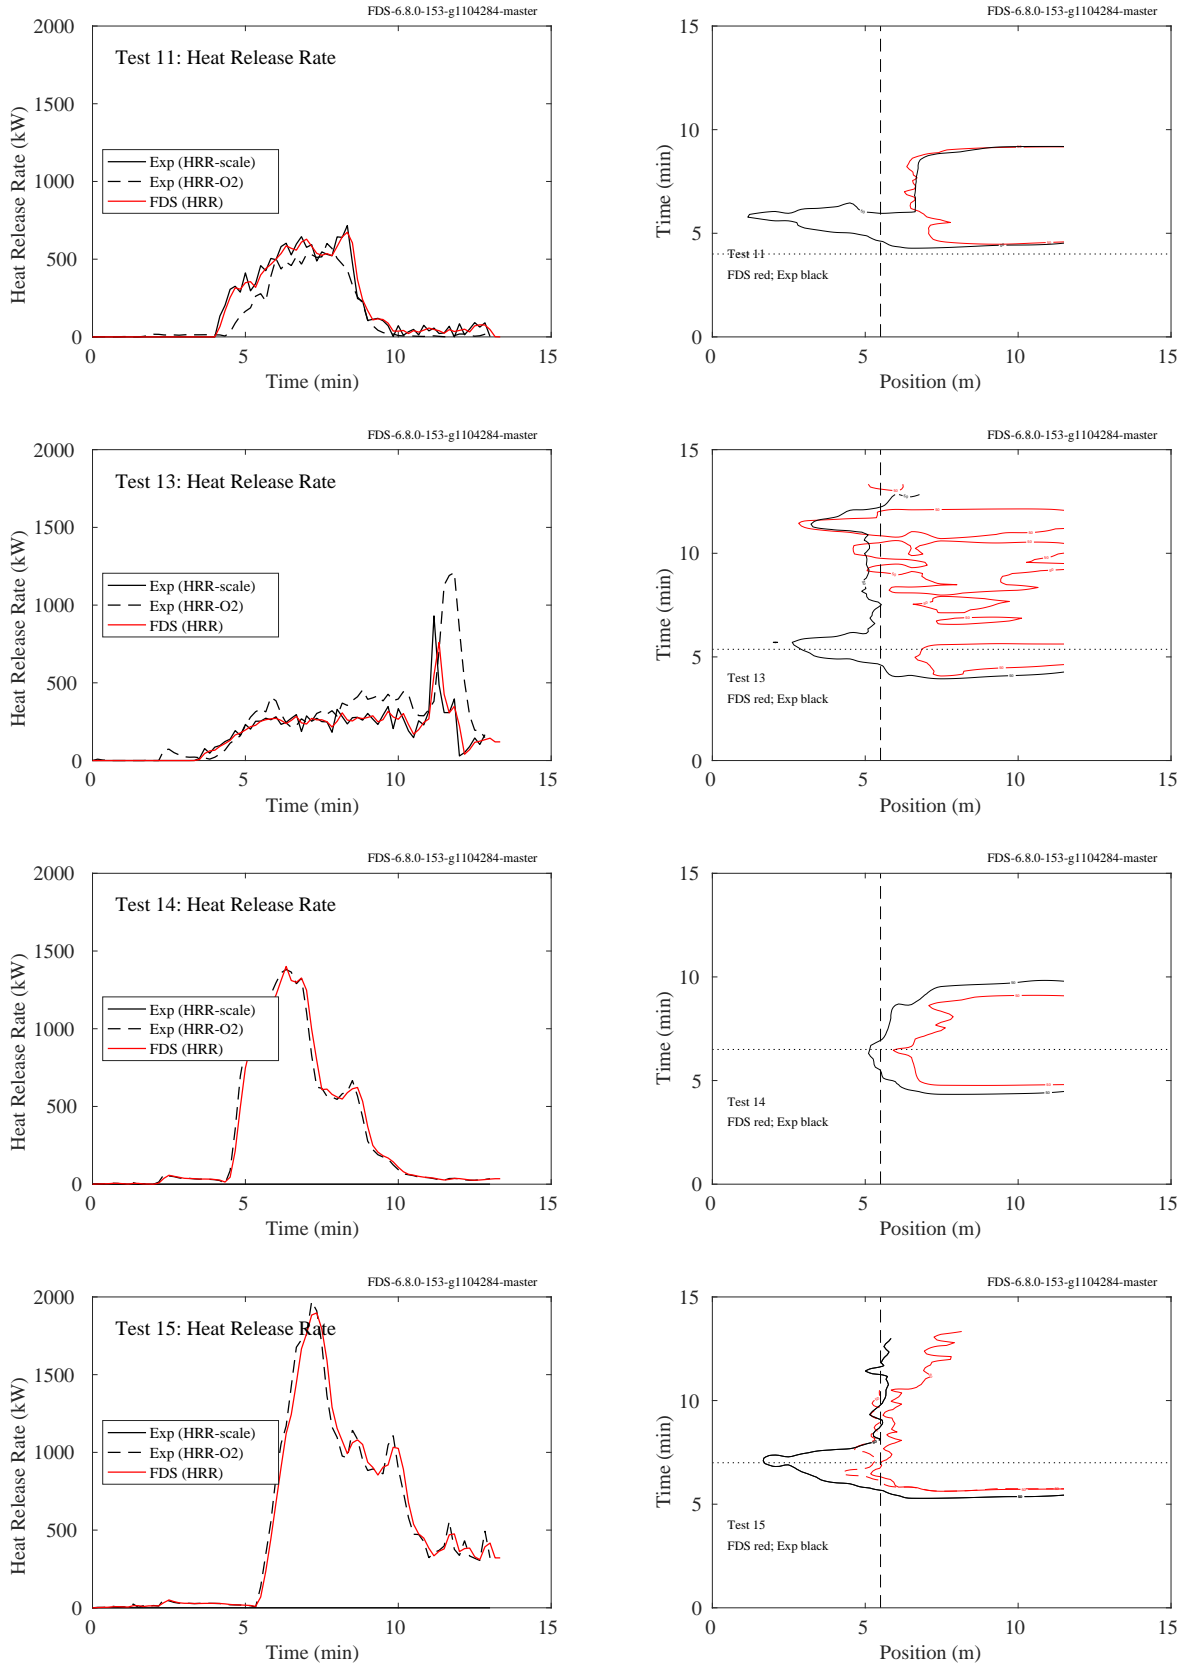 FDS-6.8.0-153-g1104284-master
Test 11: Heat Release Rate
Heat Release Rate (kW)
2000
1500
1000
500
0
Exp (HRR-scale)
Exp (HRR-O2)
FDS (HRR)
0 5 10 15
Time (min)
FDS-6.8.0-153-g1104284-master
Time (min)
15
10
5
0
Test 11
FDS red; Exp black
0 5 10 15
Position (m)
FDS-6.8.0-153-g1104284-master
Test 13: Heat Release Rate
Heat Release Rate (kW)
2000
1500
1000
500
0
Exp (HRR-scale)
Exp (HRR-O2)
FDS (HRR)
0 5 10 15
Time (min)
FDS-6.8.0-153-g1104284-master
Time (min)
15
10
5
0
Test 13
FDS red; Exp black
0 5 10 15
Position (m)
FDS-6.8.0-153-g1104284-master
Test 14: Heat Release Rate
Heat Release Rate (kW)
2000
1500
1000
500
0
Exp (HRR-scale)
Exp (HRR-O2)
FDS (HRR)
0 5 10 15
Time (min)
FDS-6.8.0-153-g1104284-master
Time (min)
15
10
5
0
Test 14
FDS red; Exp black
0 5 10 15
Position (m)
FDS-6.8.0-153-g1104284-master
Test 15: Heat Release Rate
Heat Release Rate (kW)
2000
1500
1000
500
0
Exp (HRR-scale)
Exp (HRR-O2)
FDS (HRR)
0 5 10 15
Time (min)
FDS-6.8.0-153-g1104284-master
Time (min)
15
10
5
0
Test 15
FDS red; Exp black
0 5 10 15
Position (m)